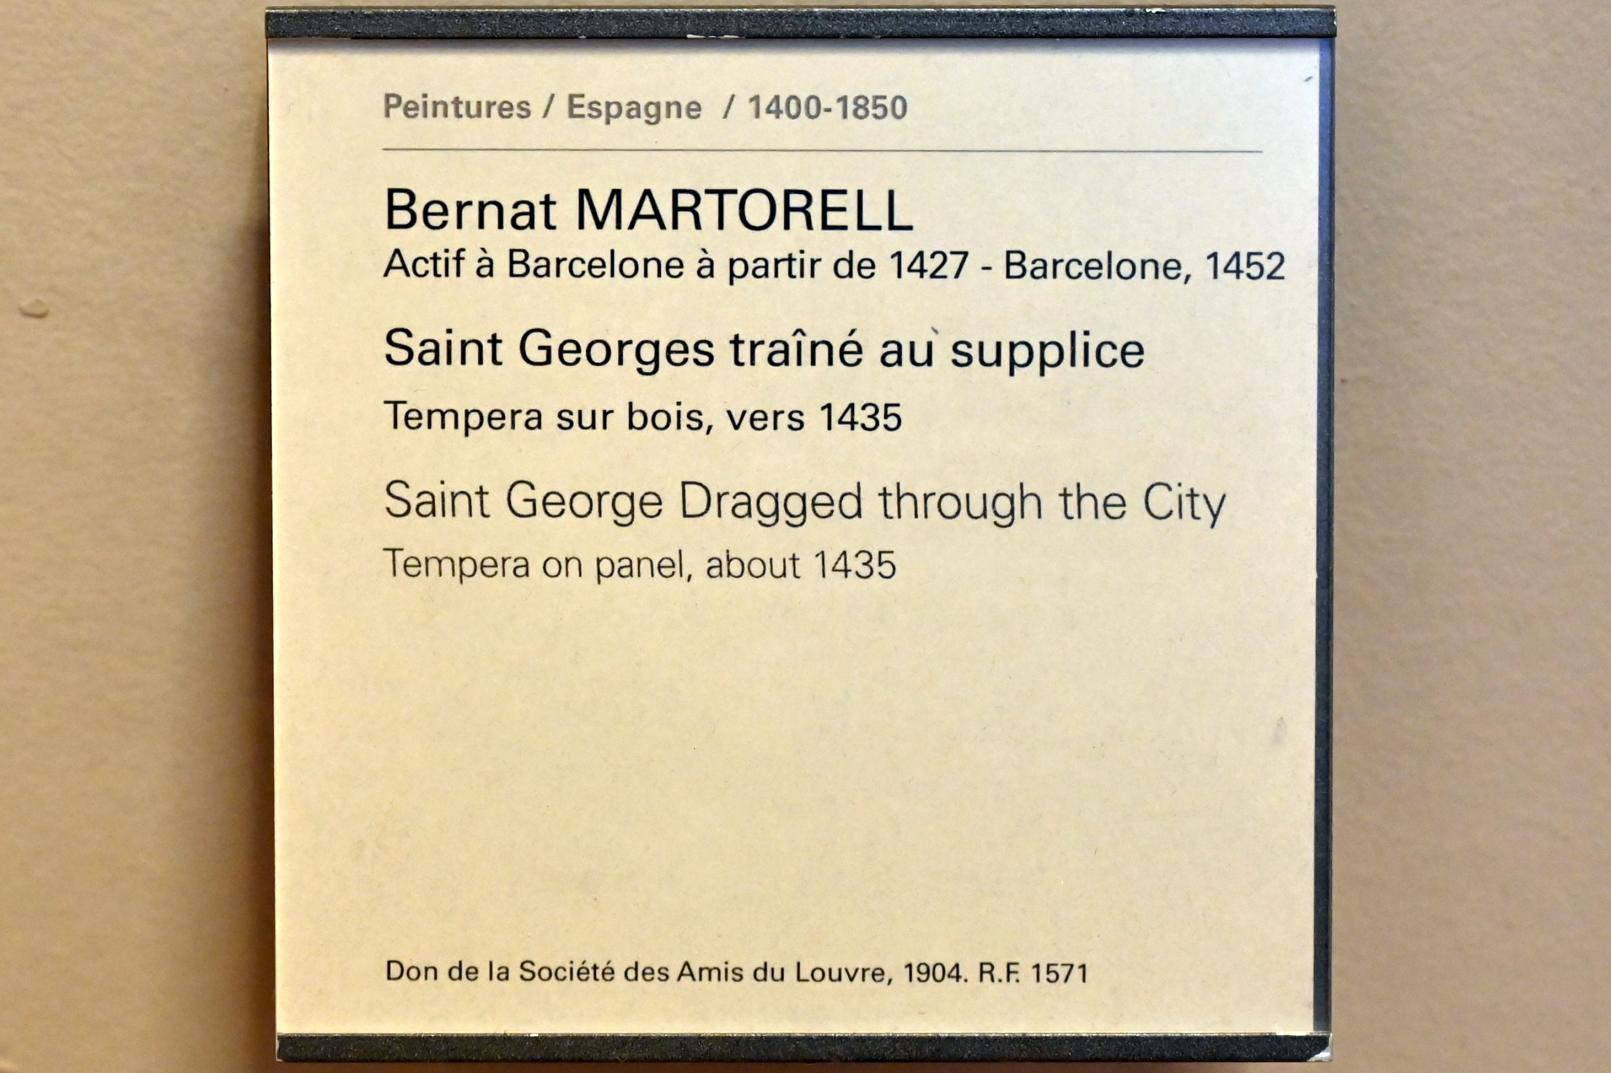 Peintures / Espagne / 1400-1850
Bernat MARTORELL
Actif à Barcelone à partir de 1427 - Barcelone, 1452
Saint Georges traîné au supplice
Tempera sur bois, vers 1435
Saint George Dragged through the City
Tempera on panel, about 1435
Don de la Société des Amis du Louvre, 1904. R.F. 1571